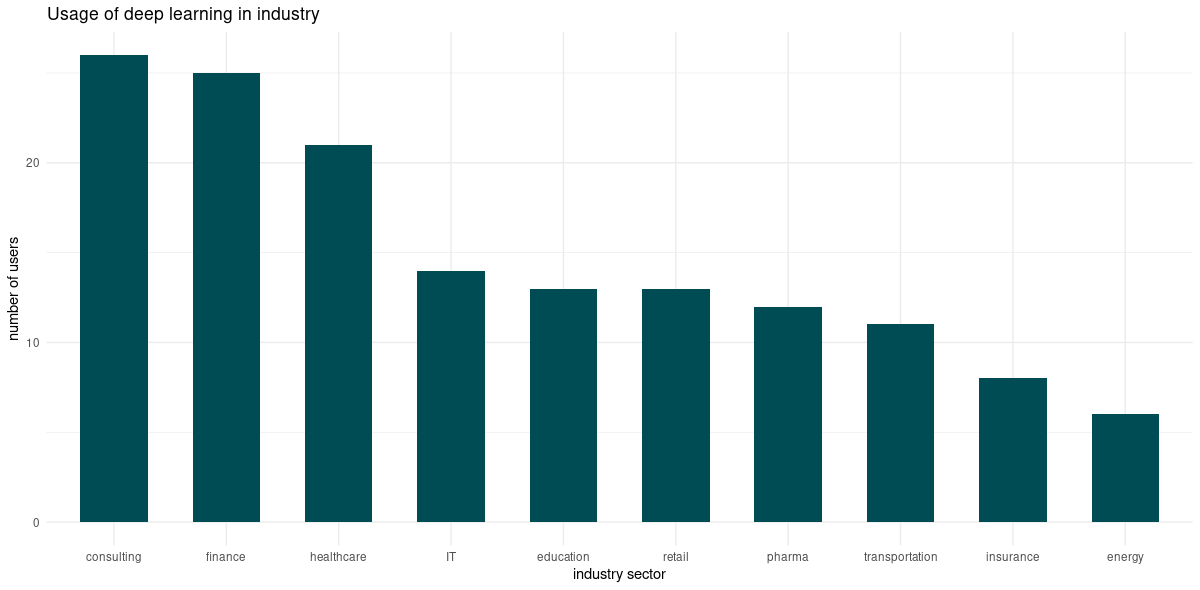 Usage of deep learning in industry
number of users
20
10
0
consulting finance healthcare IT education retail pharma transportation insurance energy
industry sector